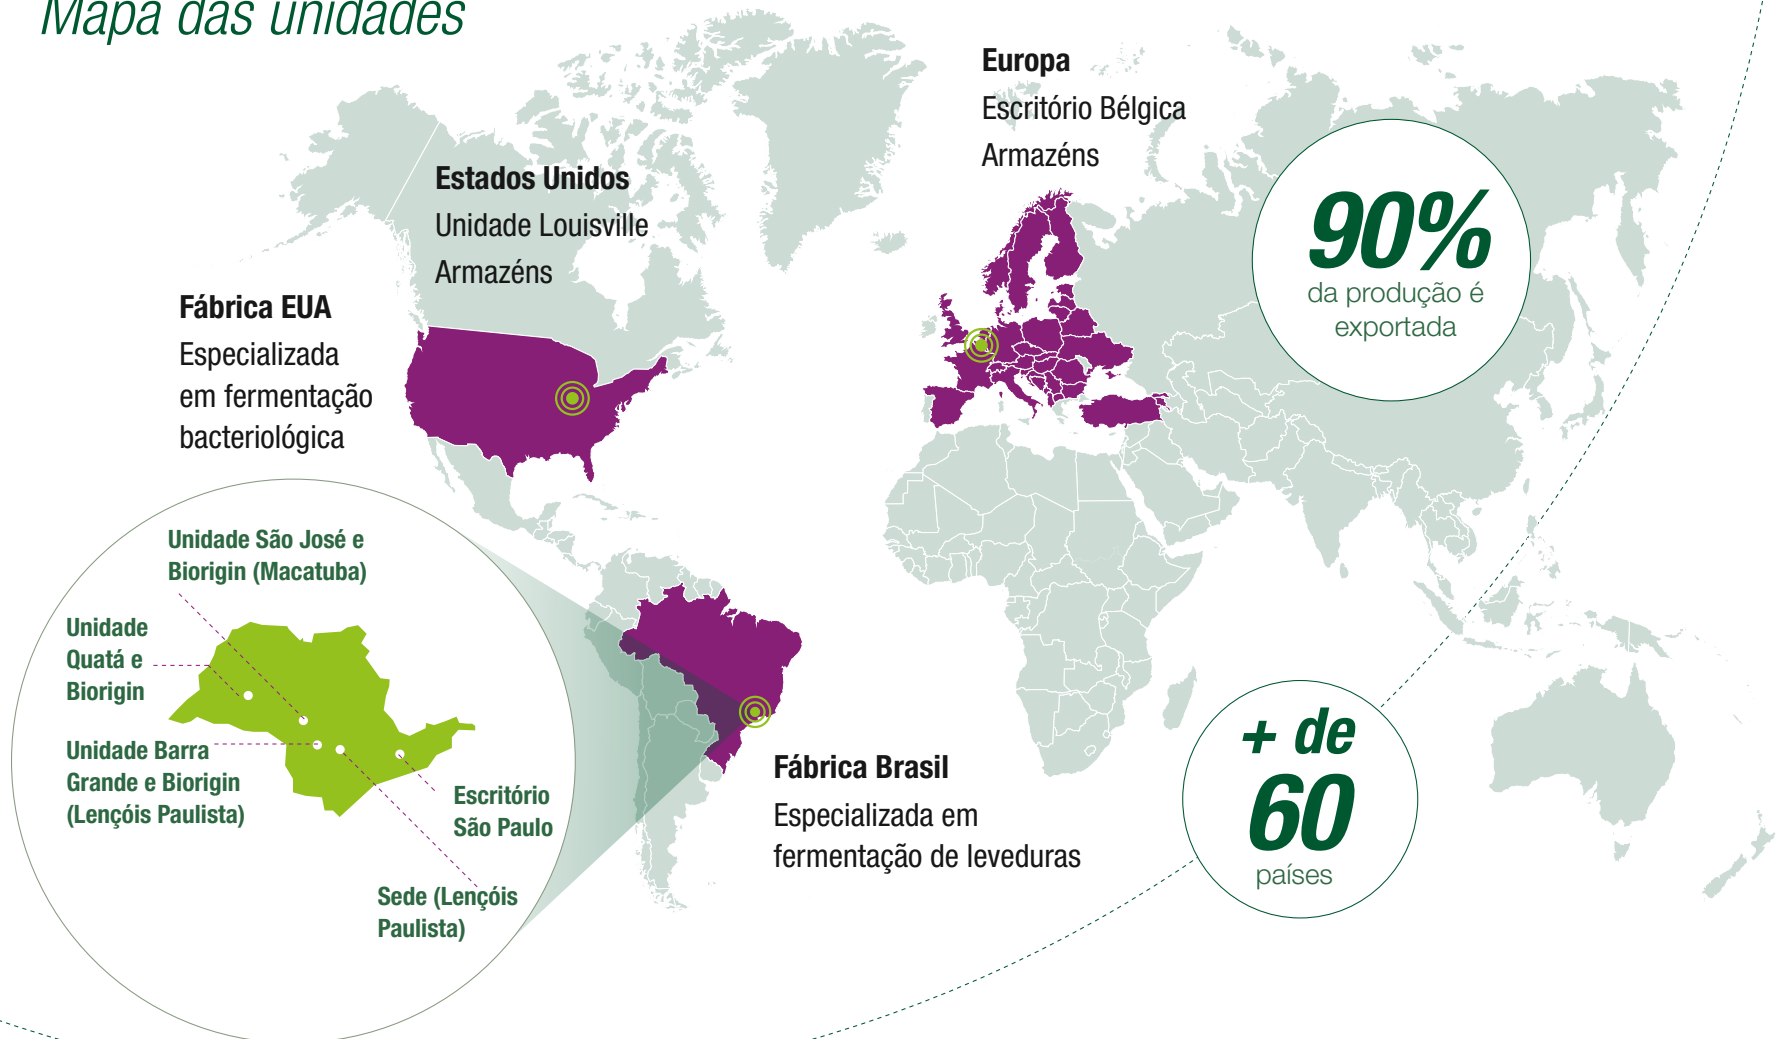 Mapa das unidades
Europa
Escritório Bélgica
Armazéns
Estados Unidos
Unidade Louisville
Armazéns
Fábrica EUA
Especializada
em fermentação
bacteriológica
90%
da produção é
exportada
Unidade São José e
Biorigin (Macatuba)
Unidade
Quatá e
Biorigin
Unidade Barra
Grande e Biorigin
(Lençóis Paulista)
Escritório
São Paulo
Sede (Lençóis
Paulista)
Fábrica Brasil
Especializada em
fermentação de leveduras
+ de
60
países